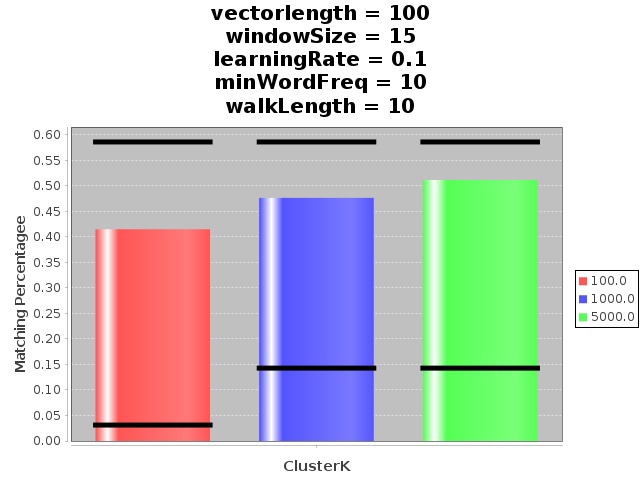 vectorlength = 100
windowSize = 15
learningRate = 0.1
minWordFreq = 10
walkLength = 10
0.60
0.55
0.50
0.45
0.40
0.35
0.30
0.25
0.20
0.15
0.10
0.05
0.00
Matching Percentagee
ClusterK
100.0
1000.0
5000.0